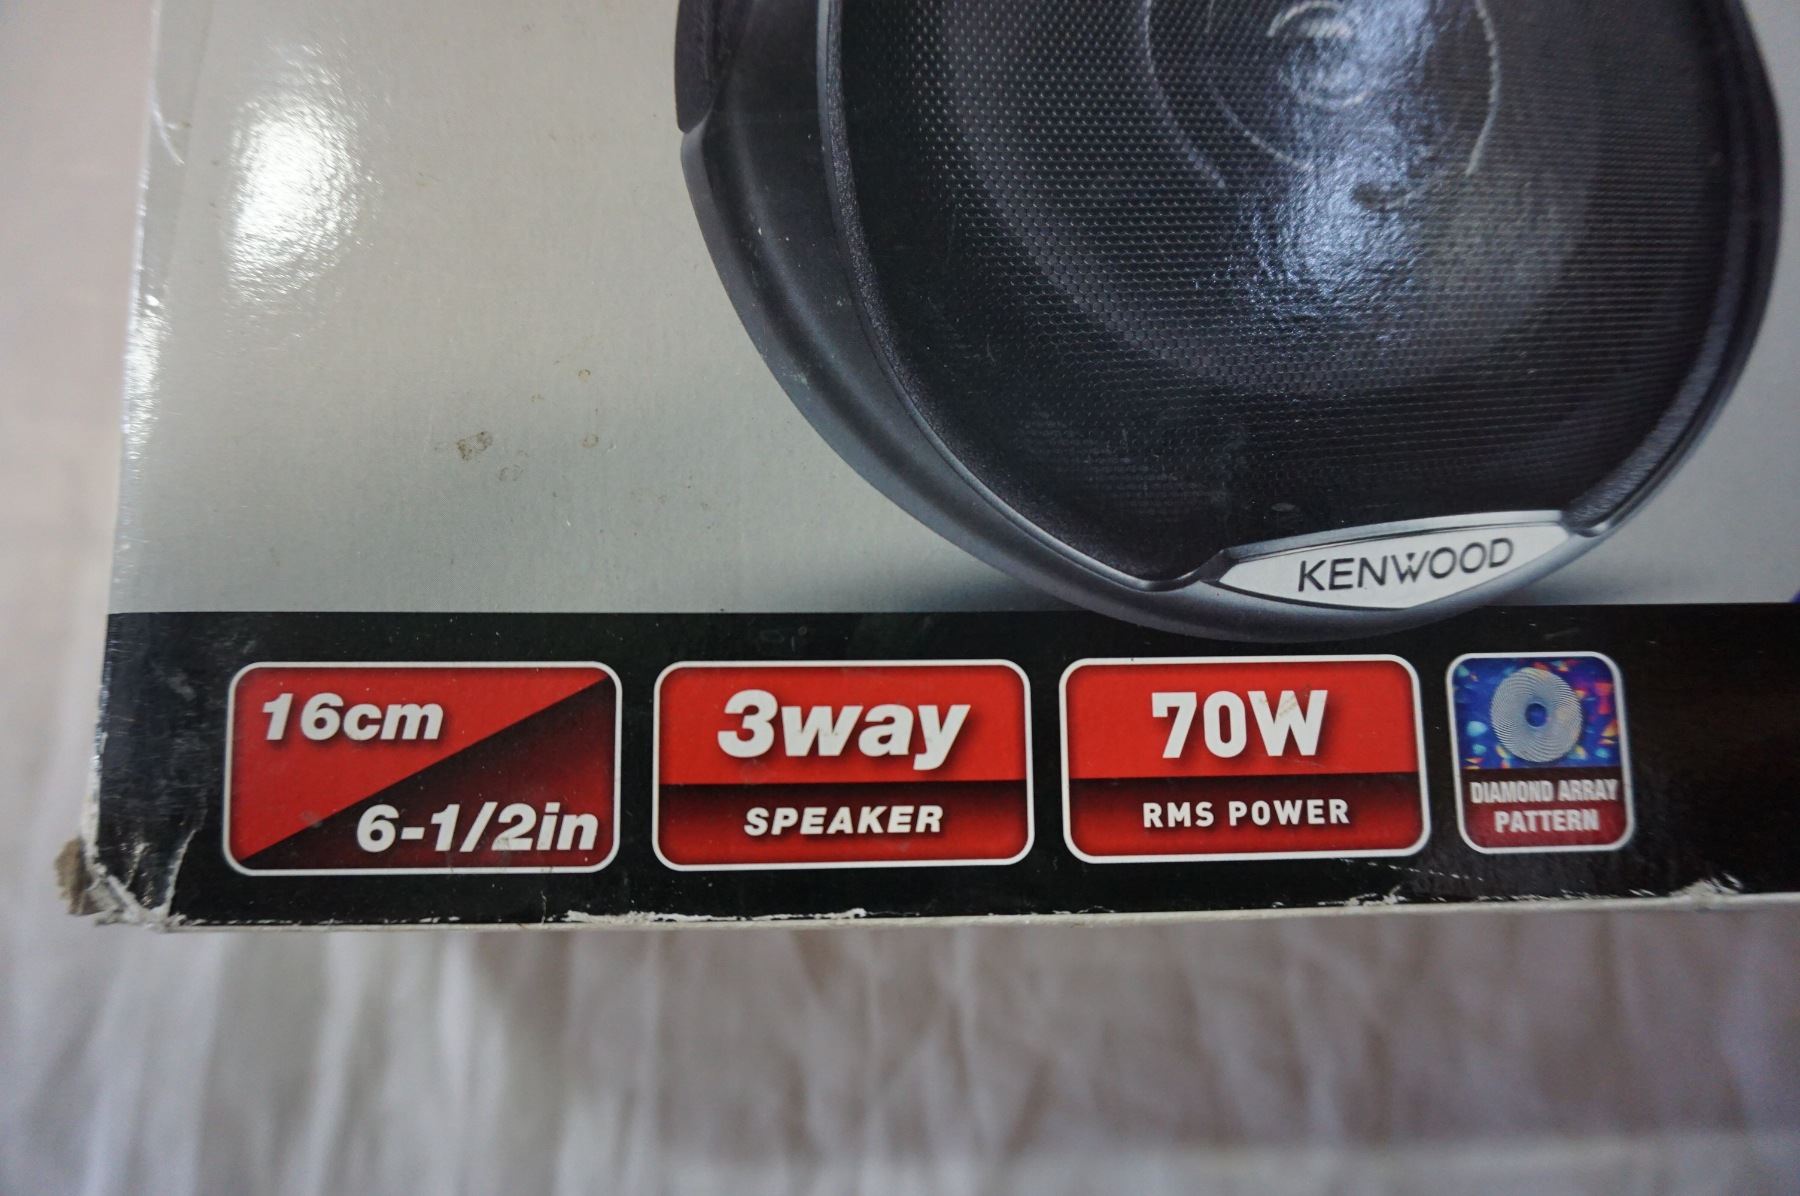 KENWOOD
16cm
6-1/2in
3way
SPEAKER
70W
RMS POWER
DIAMOND ARRAY
PATTERN